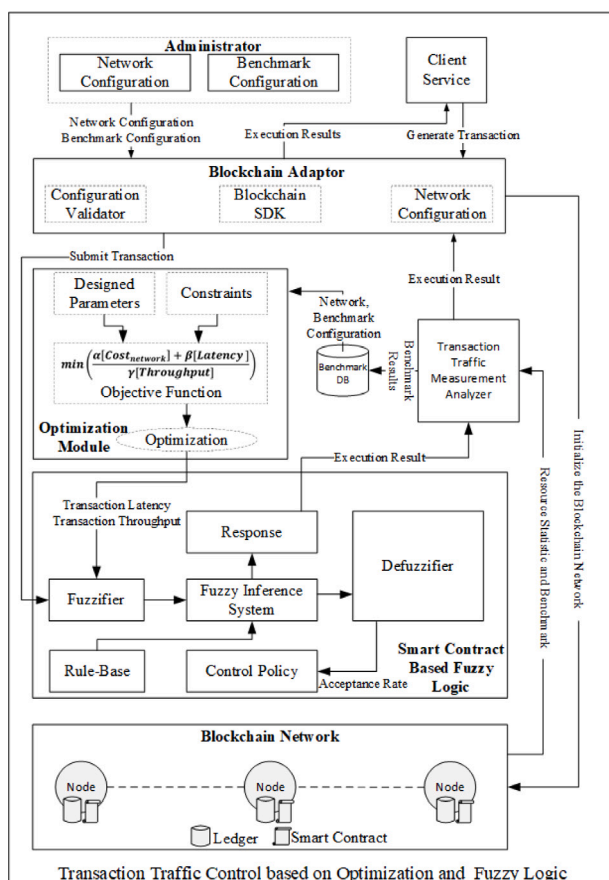 Administrator
Network
Configuration
Benchmark
Configuration
Client
Service
Network Configuration
Benchmark Configuration
Execution Results
Generate Transaction
Blockchain Adaptor
Configuration
Validator
Blockchain
SDK
Network
Configuration
Submit Transaction
Execution Result
Designed
Parameters
Constraints
Network,
Benchmark
Configuration
min(α[Cost_network] + β[Latency] / γ[Throughput])
Objective Function
Benchmark
DB
Benchmark
Results
Transaction
Traffic
Measurement
Analyzer
Optimization
Module
Optimization
Execution Result
Initialize the Blockchain Network
Resource Statistic and Benchmark
Transaction Latency
Transaction Throughput
Response
Defuzzifier
Fuzzifier
Fuzzy Inference
System
Rule-Base
Control Policy
Acceptance Rate
Smart Contract
Based Fuzzy
Logic
Blockchain Network
Node
Node
Node
Ledger
Smart Contract
Transaction Traffic Control based on Optimization and Fuzzy Logic